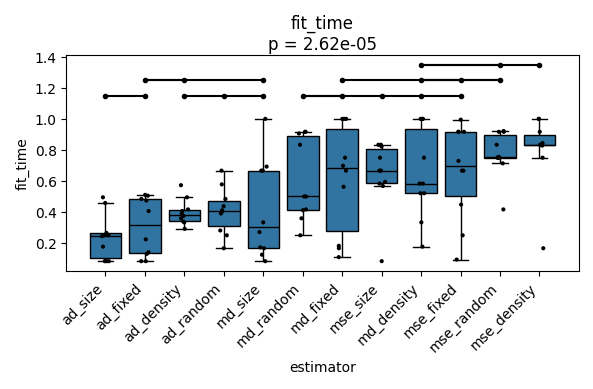 fit_time
p = 2.62e-05
1.4
1.2
1.0
0.8
0.6
0.4
0.2
fit_time
ad_size
ad_fixed
ad_density
ad_random
md_size
md_random
md_fixed
mse_size
md_density
mse_fixed
mse_random
mse_density
estimator